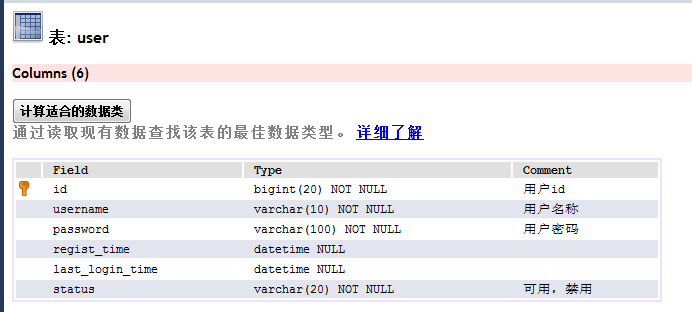 表: user
Columns (6)
计算适合的数据类
通过读取现有数据查找该表的最佳数据类型。 详细了解
Field Type Comment
id bigint(20) NOT NULL 用户id
username varchar(10) NOT NULL 用户名称
password varchar(100) NOT NULL 用户密码
regist_time datetime NULL
last_login_time datetime NULL
status varchar(20) NOT NULL 可用，禁用